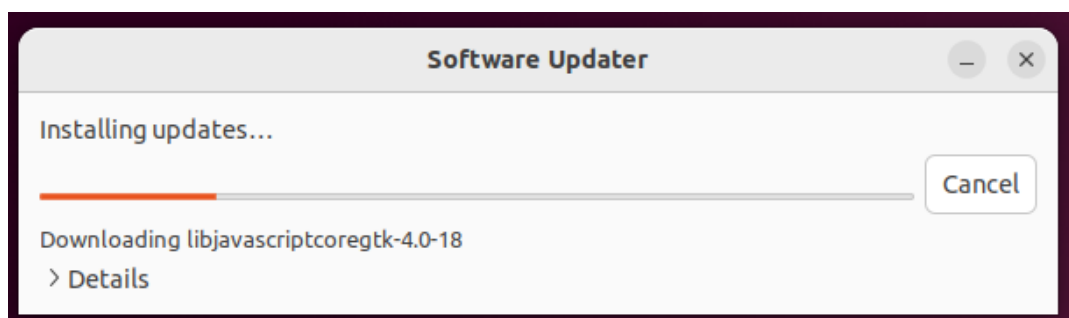 Software Updater
Installing updates…
Cancel
Downloading libjavascriptcoregtk-4.0-18
Details